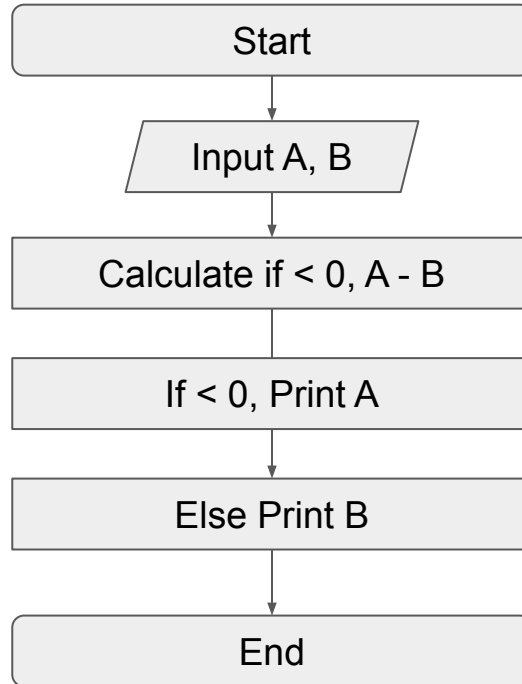 Start
Input A, B
Calculate if < 0, A - B
If < 0, Print A
Else Print B
End